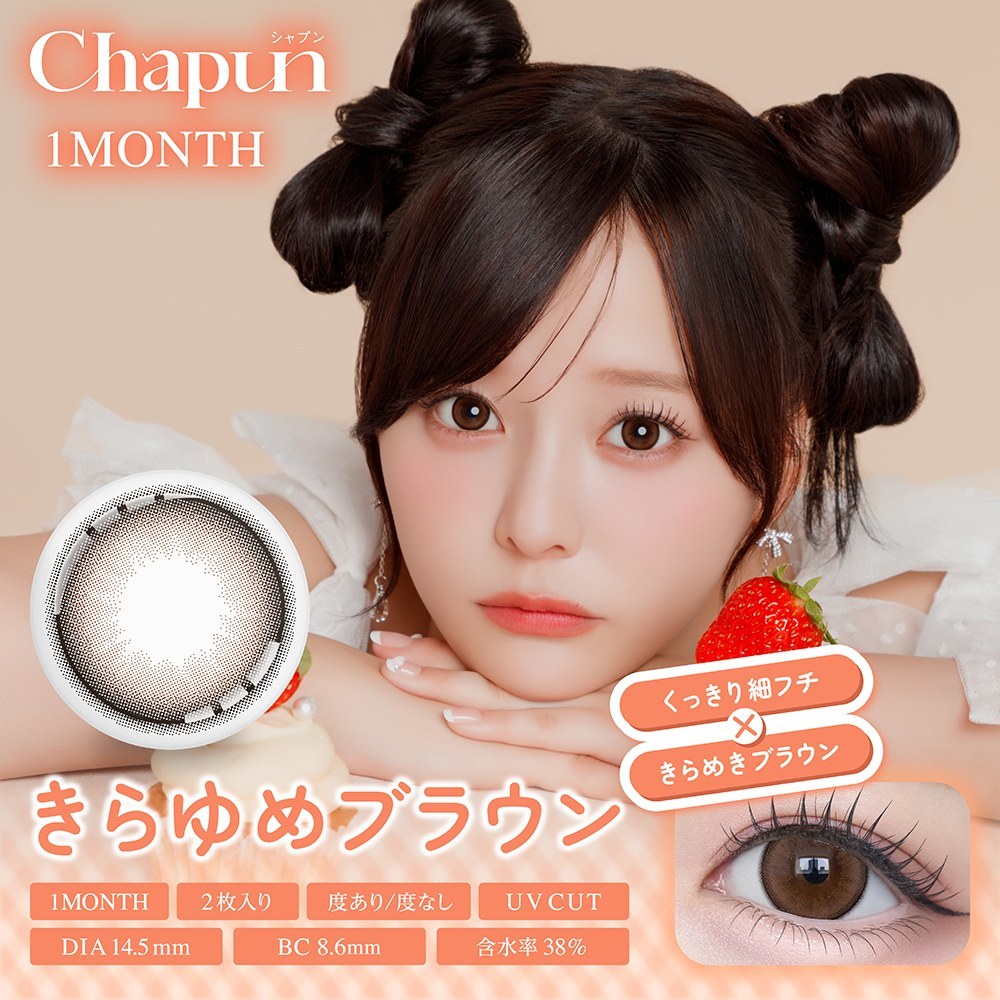 シャプン
Chapun
1MONTH
くっきり細フチ
×
きらめきブラウン
きらゆめブラウン
1MONTH
2枚入り
度あり/度なし
UV CUT
DIA 14.5mm
BC 8.6mm
含水率 38%